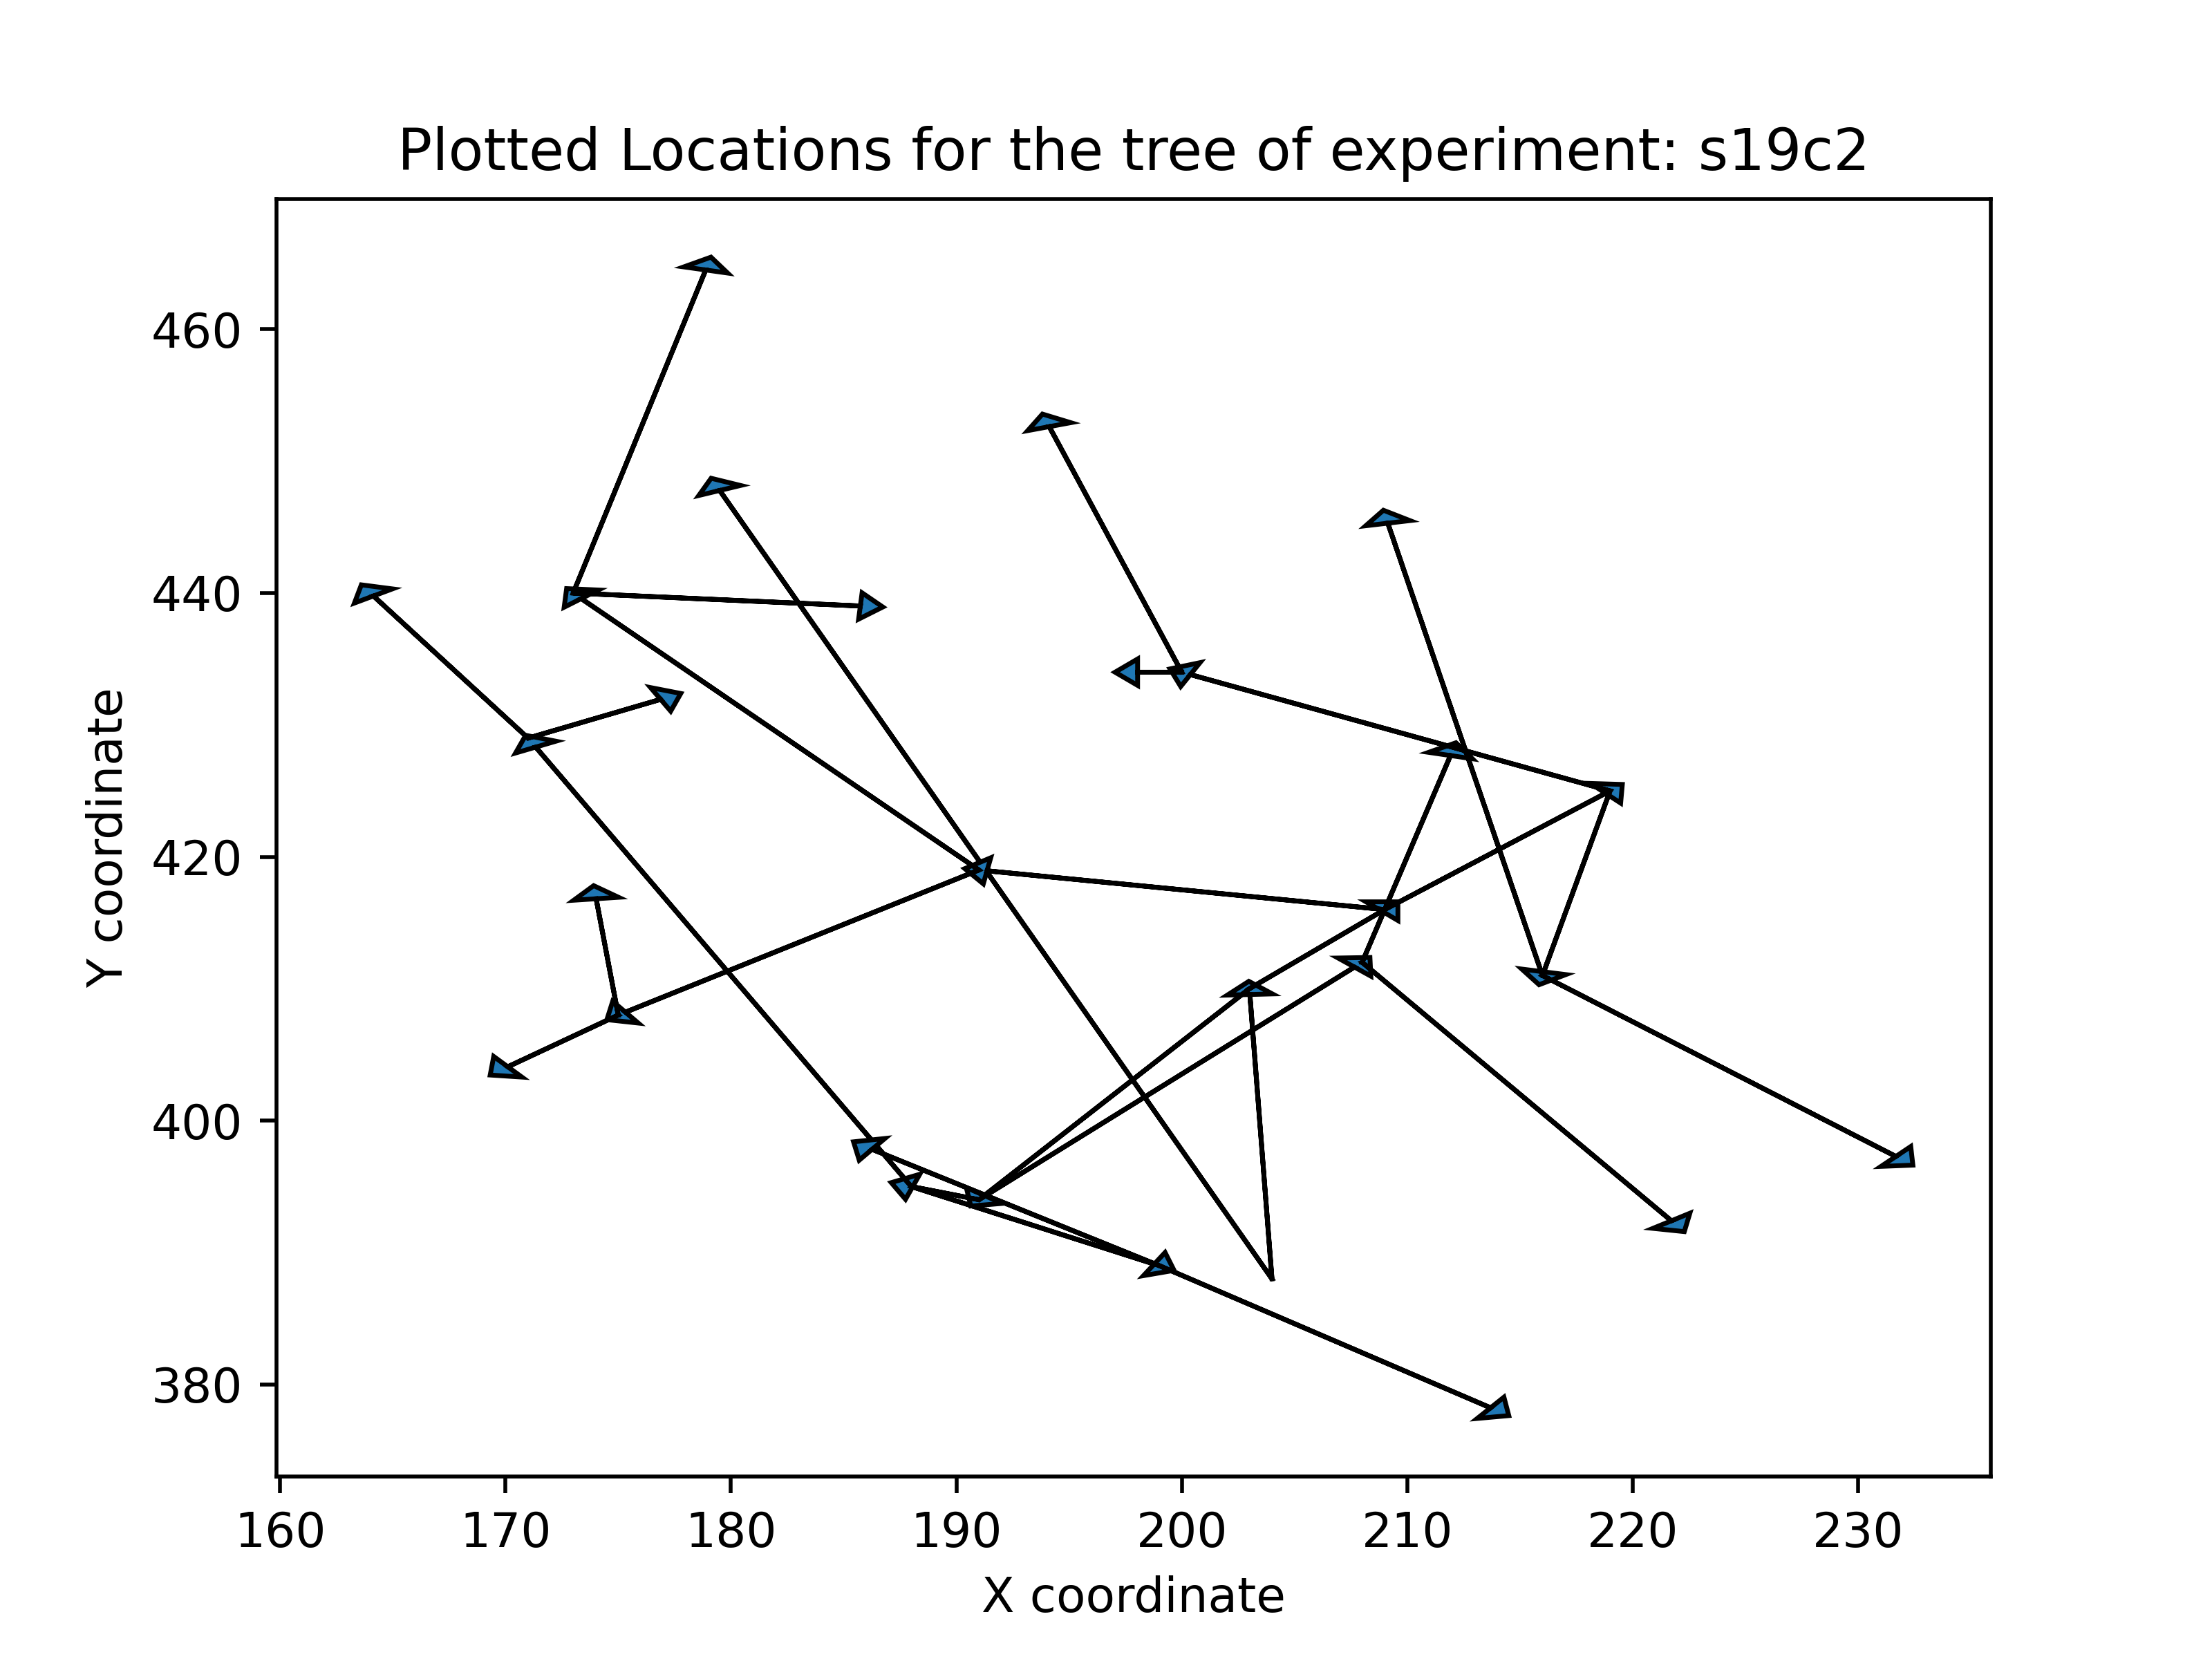 Plotted Locations for the tree of experiment: s19c2
460
440
420
400
380
Y coordinate
160 170 180 190 200 210 220 230
X coordinate